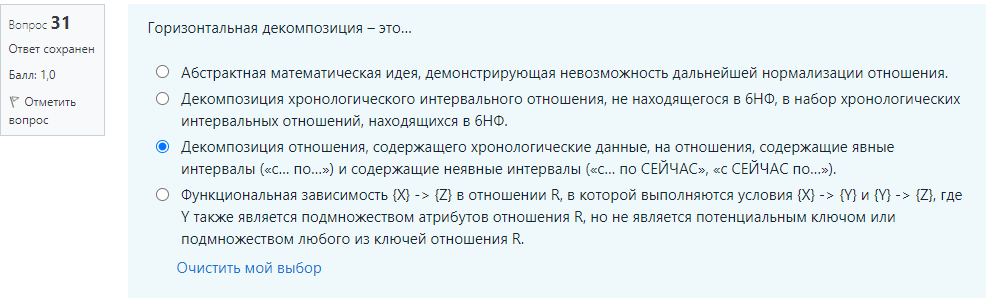 Вопрос 31
Ответ сохранен
Балл: 1,0
Отметить
вопрос
Горизонтальная декомпозиция – это...
Абстрактная математическая идея, демонстрирующая невозможность дальнейшей нормализации отношения.
Декомпозиция хронологического интервального отношения, не находящегося в 6НФ, в набор хронологических
интервальных отношений, находящихся в 6НФ.
Декомпозиция отношения, содержащего хронологические данные, на отношения, содержащие явные
интервалы («с... по...») и содержащие неявные интервалы («с... по СЕЙЧАС», «с СЕЙЧАС по...»).
Функциональная зависимость {X} -> {Z} в отношении R, в которой выполняются условия {X} -> {Y} и {Y} -> {Z}, где
Y также является подмножеством атрибутов отношения R, но не является потенциальным ключом или
подмножеством любого из ключей отношения R.
Очистить мой выбор